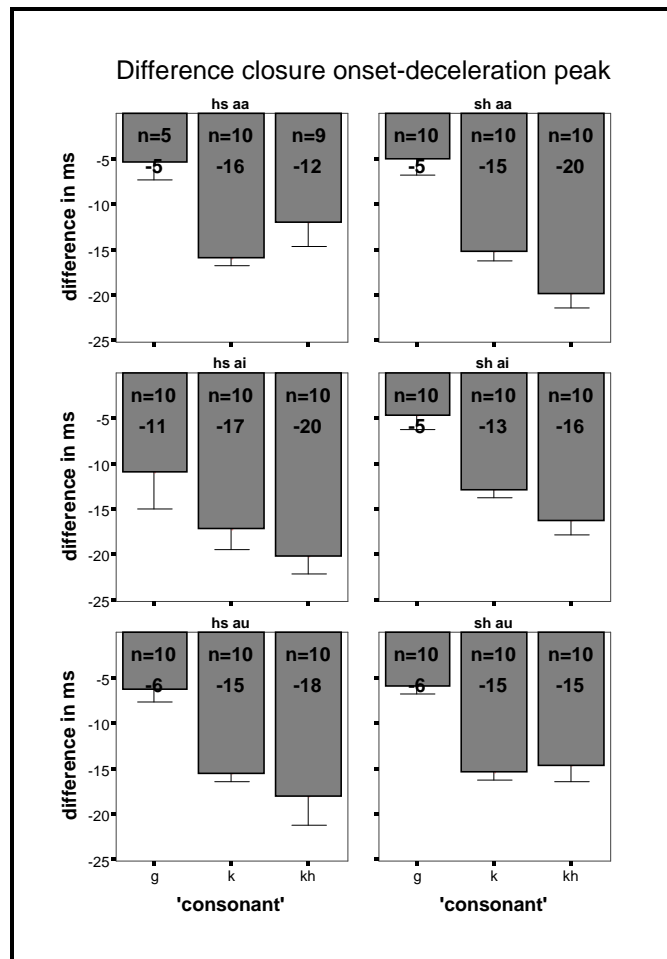 Difference closure onset-deceleration peak
hs aa
sh aa
difference in ms
-5
-10
-15
-20
-25
n=5
n=10
n=9
-5
-16
-12
n=10
n=10
n=10
-5
-15
-20
hs ai
sh ai
difference in ms
-5
-10
-15
-20
-25
n=10
n=10
n=10
-11
-17
-20
n=10
n=10
n=10
-5
-13
-16
hs au
sh au
difference in ms
-5
-10
-15
-20
-25
n=10
n=10
n=10
-6
-15
-18
n=10
n=10
n=10
-6
-15
-15
g
k
kh
g
k
kh
'consonant'
'consonant'